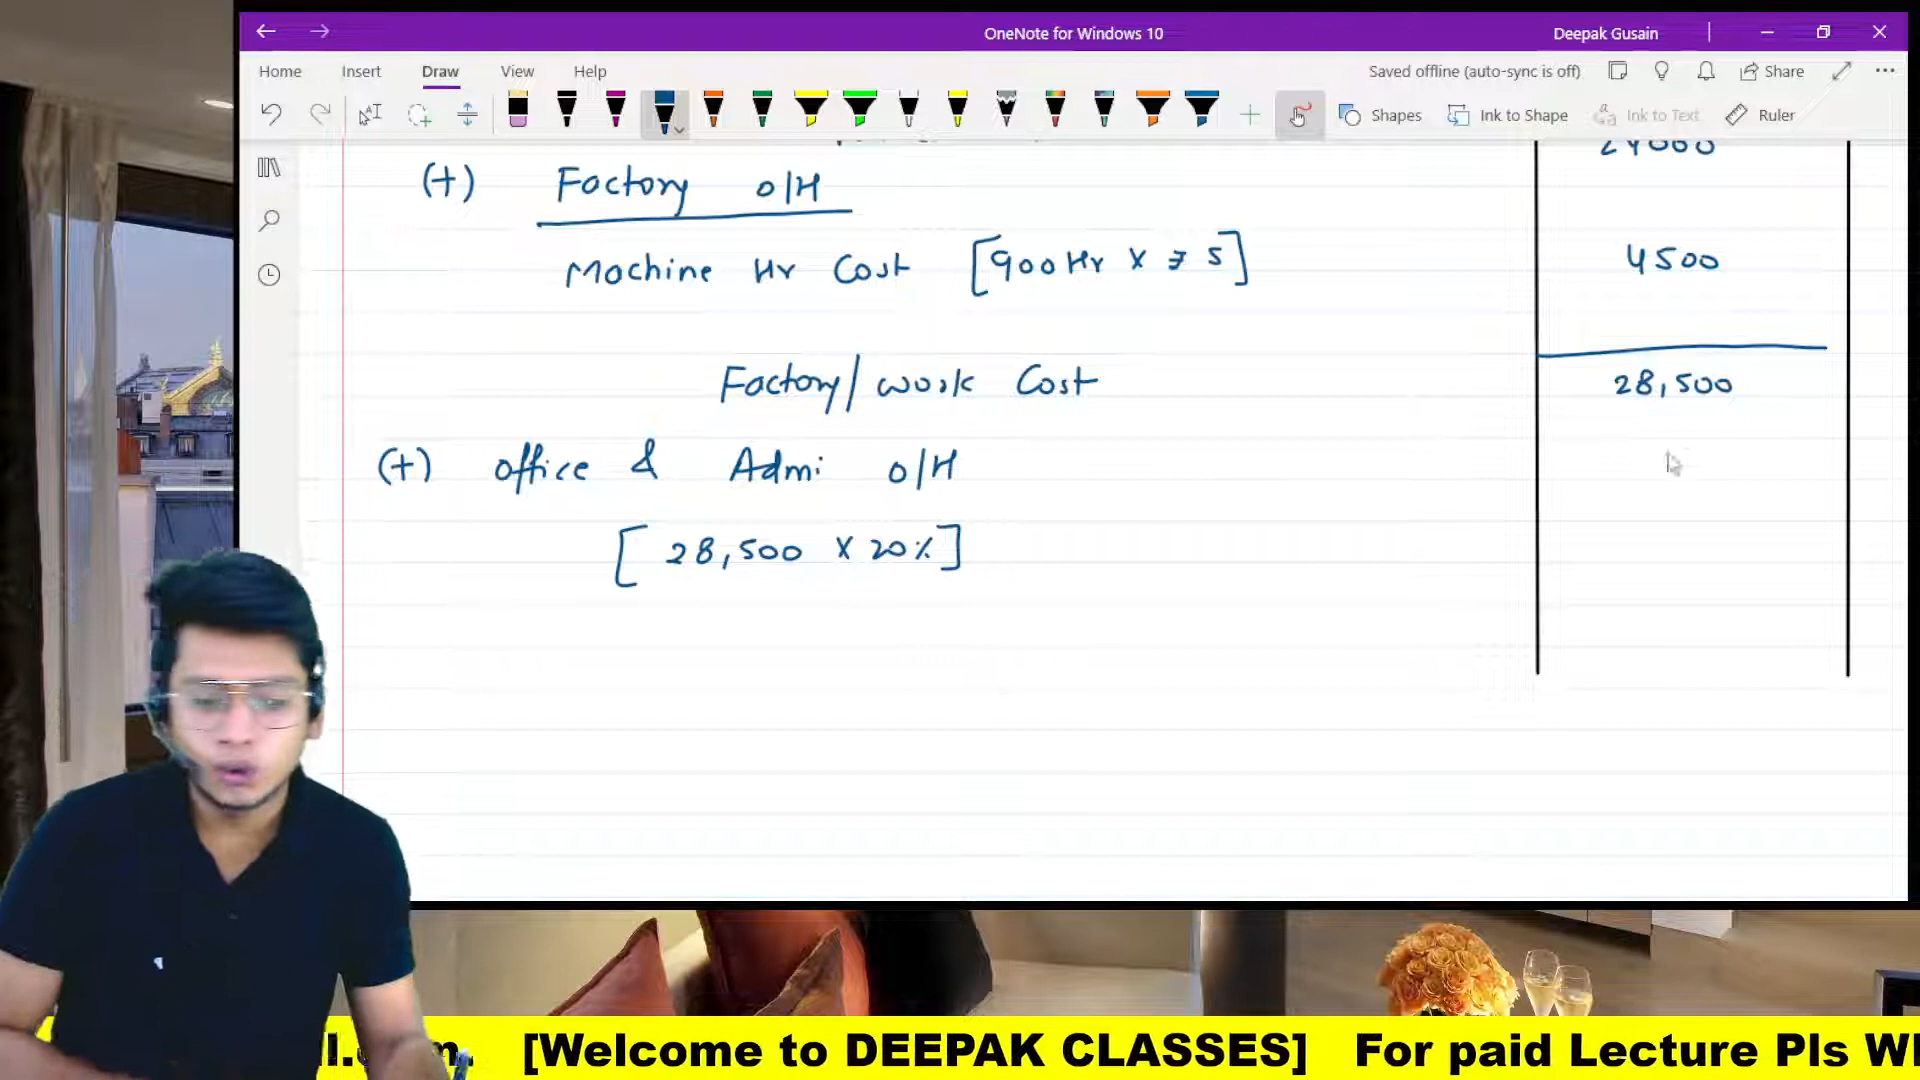 OneNote for Windows 10
Deepak Gusain
Home Insert Draw View Help
Saved offline (auto-sync is off) Share
Shapes Ink to Shape Ink to Text Ruler
24000
(+) Factory O/H
Machine Hr Cost [900 Hr X ₹ 5] 4500
Factory/work Cost 28,500
(+) office & Admi O/H
[28,500 X 20%]
[Welcome to DEEPAK CLASSES] For paid Lecture Pls